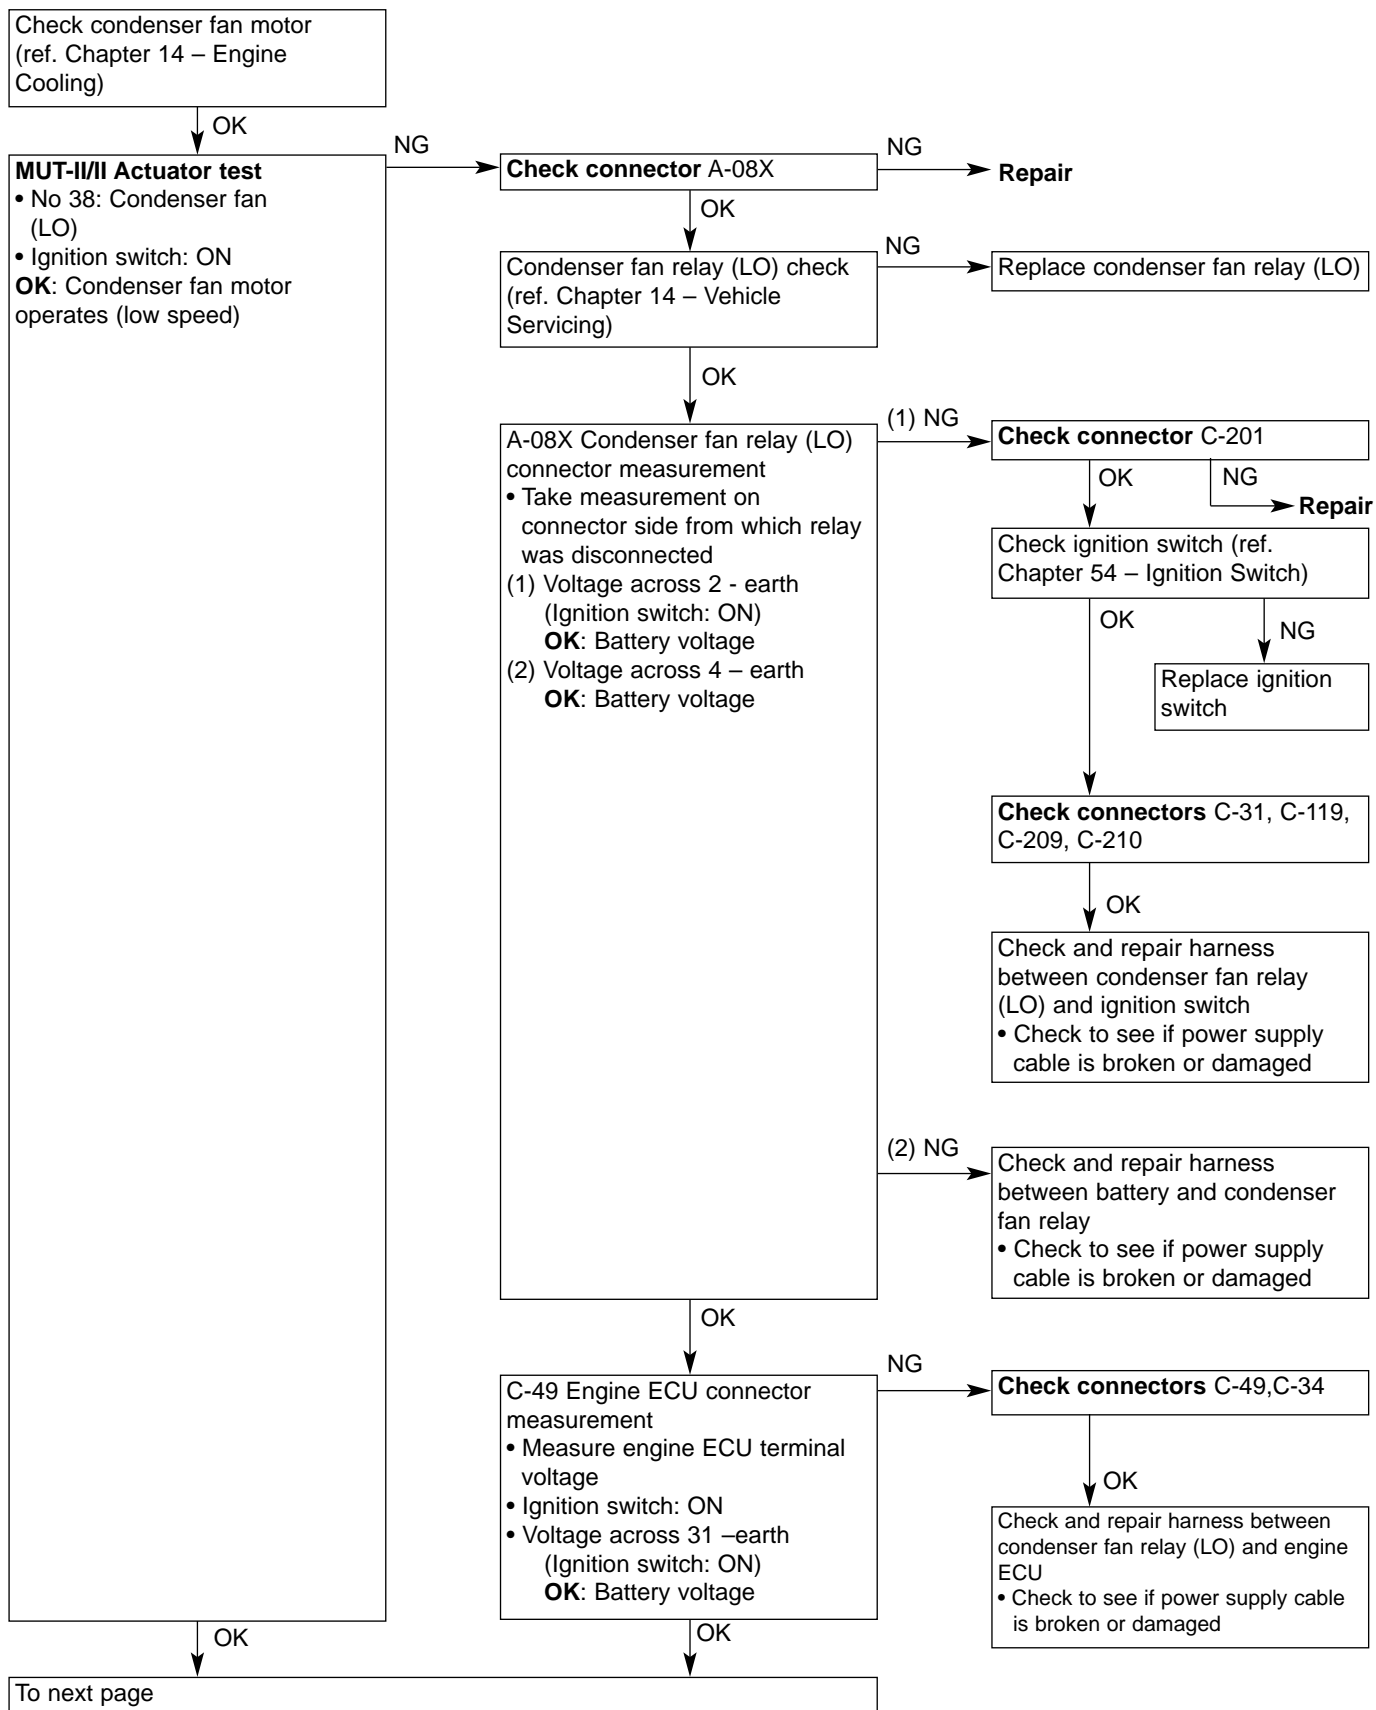 Check condenser fan motor
(ref. Chapter 14 – Engine
Cooling)
OK
MUT-II/II Actuator test
• No 38: Condenser fan
(LO)
• Ignition switch: ON
OK: Condenser fan motor
operates (low speed)
NG
Check connector A-08X
NG
Repair
OK
Condenser fan relay (LO) check
(ref. Chapter 14 – Vehicle
Servicing)
NG
Replace condenser fan relay (LO)
OK
A-08X Condenser fan relay (LO)
connector measurement
• Take measurement on
connector side from which relay
was disconnected
(1) Voltage across 2 - earth
(Ignition switch: ON)
OK: Battery voltage
(2) Voltage across 4 – earth
OK: Battery voltage
(1) NG
Check connector C-201
OK
NG
Repair
Check ignition switch (ref.
Chapter 54 – Ignition Switch)
OK
NG
Replace ignition
switch
Check connectors C-31, C-119,
C-209, C-210
OK
Check and repair harness
between condenser fan relay
(LO) and ignition switch
• Check to see if power supply
cable is broken or damaged
(2) NG
Check and repair harness
between battery and condenser
fan relay
• Check to see if power supply
cable is broken or damaged
OK
C-49 Engine ECU connector
measurement
• Measure engine ECU terminal
voltage
• Ignition switch: ON
• Voltage across 31 –earth
(Ignition switch: ON)
OK: Battery voltage
NG
Check connectors C-49,C-34
OK
Check and repair harness between
condenser fan relay (LO) and engine
ECU
• Check to see if power supply cable
is broken or damaged
OK
OK
To next page